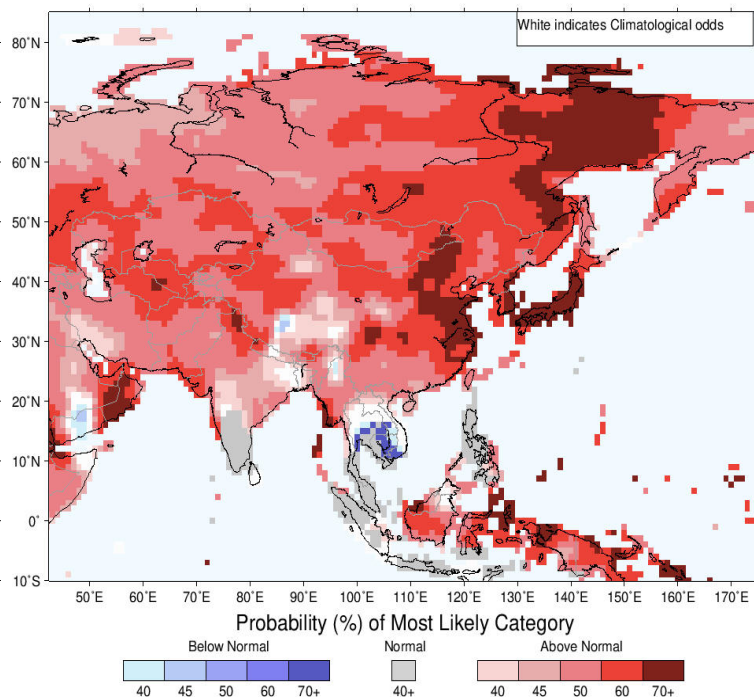 White indicates Climatological odds
80°N
70°N
60°N
50°N
40°N
30°N
20°N
10°N
0°
10°S
50°E 60°E 70°E 80°E 90°E 100°E 110°E 120°E 130°E 140°E 150°E 160°E 170°E
Probability (%) of Most Likely Category
Below Normal Normal Above Normal
40 45 50 60 70+ 40+ 40 45 50 60 70+